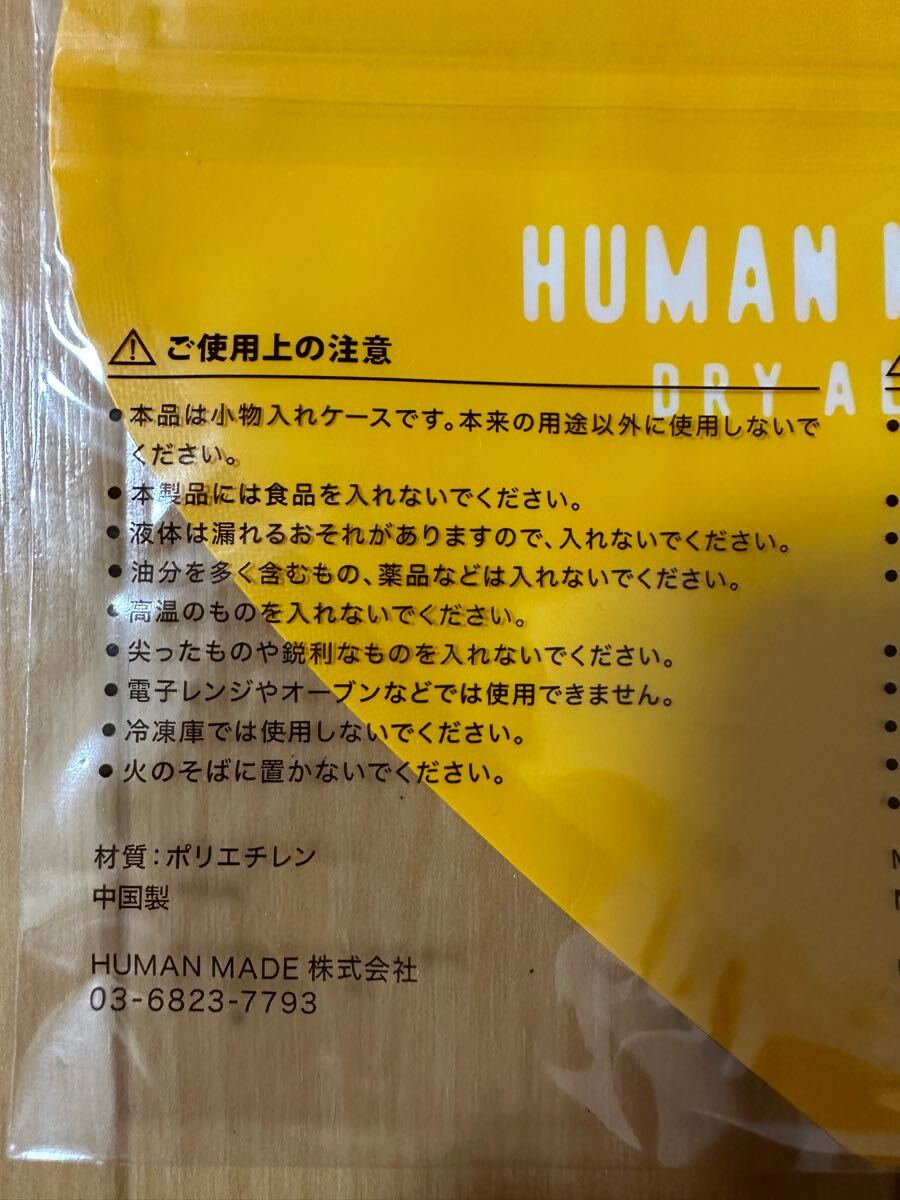 HUMAN
DRY
⚠ ご使用上の注意
● 本品は小物入れケースです。本来の用途以外に使用しないで
ください。
● 本製品には食品を入れないでください。
● 液体は漏れるおそれがありますので、入れないでください。
● 油分を多く含むもの、薬品などは入れないでください。
● 高温のものを入れないでください。
● 尖ったものや鋭利なものを入れないでください。
● 電子レンジやオーブンなどでは使用できません。
● 冷凍庫では使用しないでください。
● 火のそばに置かないでください。
材質：ポリエチレン
中国製
HUMAN MADE 株式会社
03-6823-7793